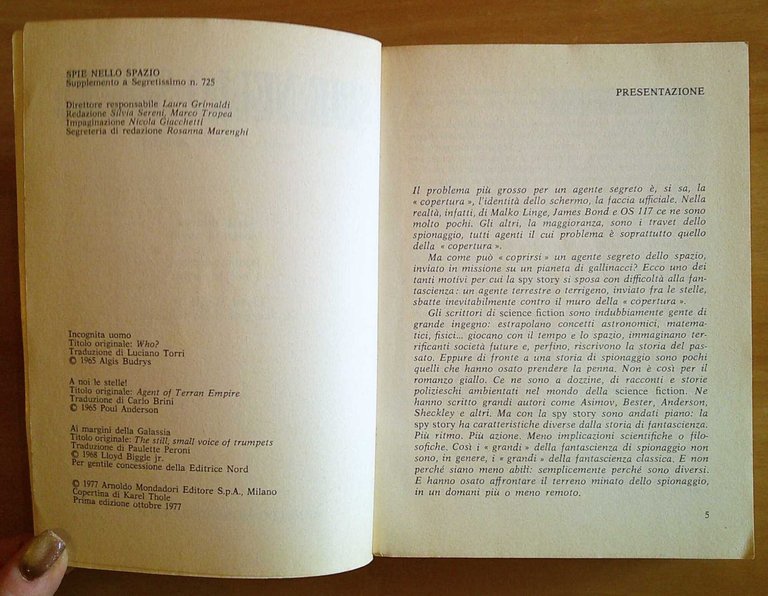 SPIE NELLO SPAZIO
Supplemento a Segretissimo n. 725
Direttore responsabile Laura Grimaldi
Redazione Silvia Sereni, Marco Tropea
Impaginazione Nicola Giacchetti
Segreteria di redazione Rosanna Marenghi
Incognita uomo
Titolo originale: Who?
Traduzione di Luciano Torri
© 1965 Algis Budrys
A noi le stelle!
Titolo originale: Agent of Terran Empire
Traduzione di Carlo Brini
© 1965 Poul Anderson
Ai margini della Galassia
Titolo originale: The still, small voice of trumpets
Traduzione di Paulette Peroni
© 1968 Lloyd Biggle jr.
Per gentile concessione della Editrice Nord
© 1977 Arnoldo Mondadori Editore S.p.A., Milano
Copertina di Karel Thole
Prima edizione ottobre 1977
PRESENTAZIONE
Il problema più grosso per un agente segreto è, si sa, la
« copertura », l'identità dello schermo, la faccia ufficiale. Nella
realtà, infatti, di Malko Linge, James Bond e OS 117 ce ne sono
molto pochi. Gli altri, la maggioranza, sono i travet dello
spionaggio, tutti agenti il cui problema è soprattutto quello
della « copertura ».
Ma come può « coprirsi » un agente segreto dello spazio,
inviato in missione su un pianeta di gallinacci? Ecco uno dei
tanti motivi per cui la spy story si sposa con difficoltà alla fan-
tascienza: un agente terrestre o terrigeno, inviato fra le stelle,
sbatte inevitabilmente contro il muro della « copertura ».
Gli scrittori di science fiction sono indubbiamente gente di
grande ingegno: estrapolano concetti astronomici, matema-
tici, fisici... giocano con il tempo e lo spazio, immaginano ter-
rificanti società future e, perfino, riscrivono la storia del pas-
sato. Eppure di fronte a una storia di spionaggio sono pochi
quelli che hanno osato prendere la penna. Non è così per il
romanzo giallo. Ce ne sono a dozzine, di racconti e storie
polizieschi ambientati nel mondo della science fiction. Ne
hanno scritto grandi autori come Asimov, Bester, Anderson,
Sheckley e altri. Ma con la spy story sono andati piano: la
spy story ha caratteristiche diverse dalla storia di fantascienza.
Più ritmo. Più azione. Meno implicazioni scientifiche o filo-
sofiche. Così i « grandi » della fantascienza di spionaggio non
sono, in genere, i « grandi » della fantascienza classica. E non
perché siano meno abili: semplicemente perché sono diversi.
E hanno osato affrontare il terreno minato dello spionaggio,
in un domani più o meno remoto.
5